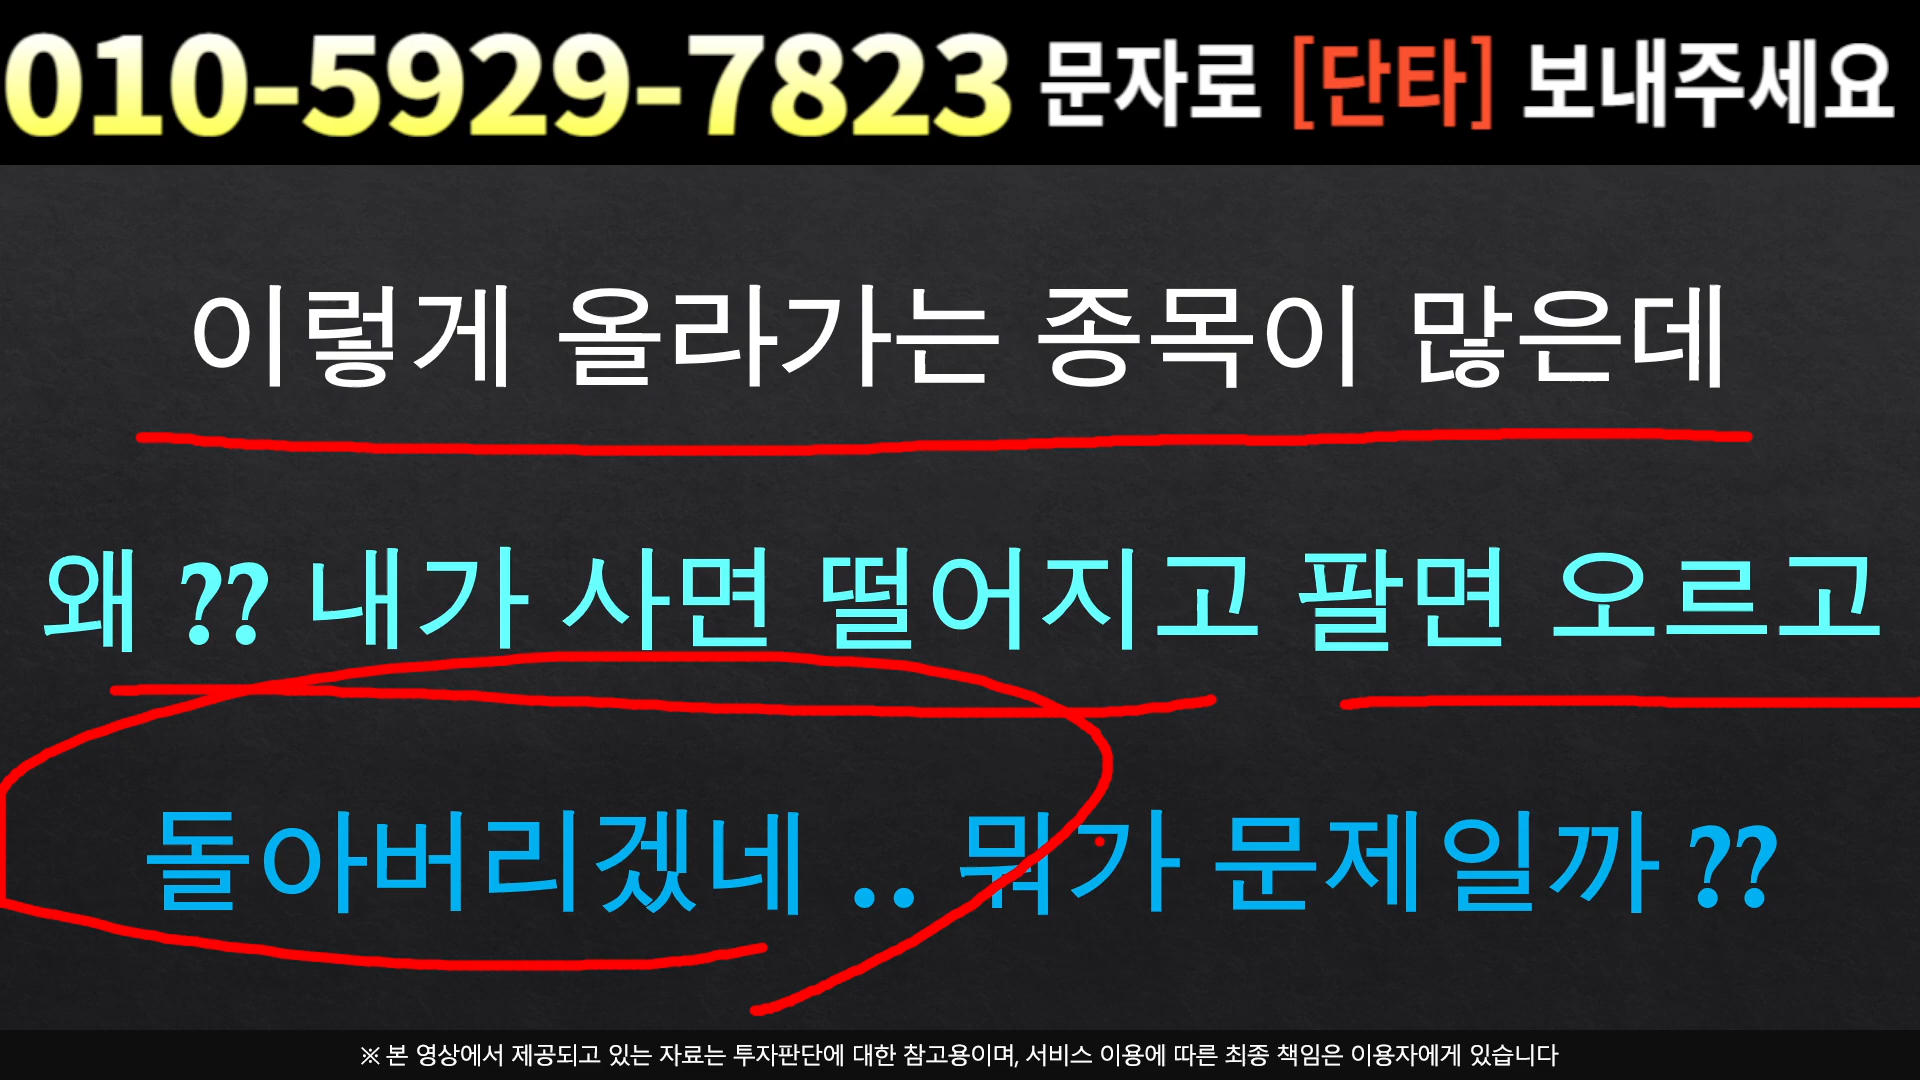 010-5929-7823 문자로 [단타] 보내주세요
이렇게 올라가는 종목이 많은데
왜 ?? 내가 사면 떨어지고 팔면 오르고
돌아버리겠네 .. 뭐가 문제일까 ??
※ 본 영상에서 제공되고 있는 자료는 투자판단에 대한 참고용이며, 서비스 이용에 따른 최종 책임은 이용자에게 있습니다